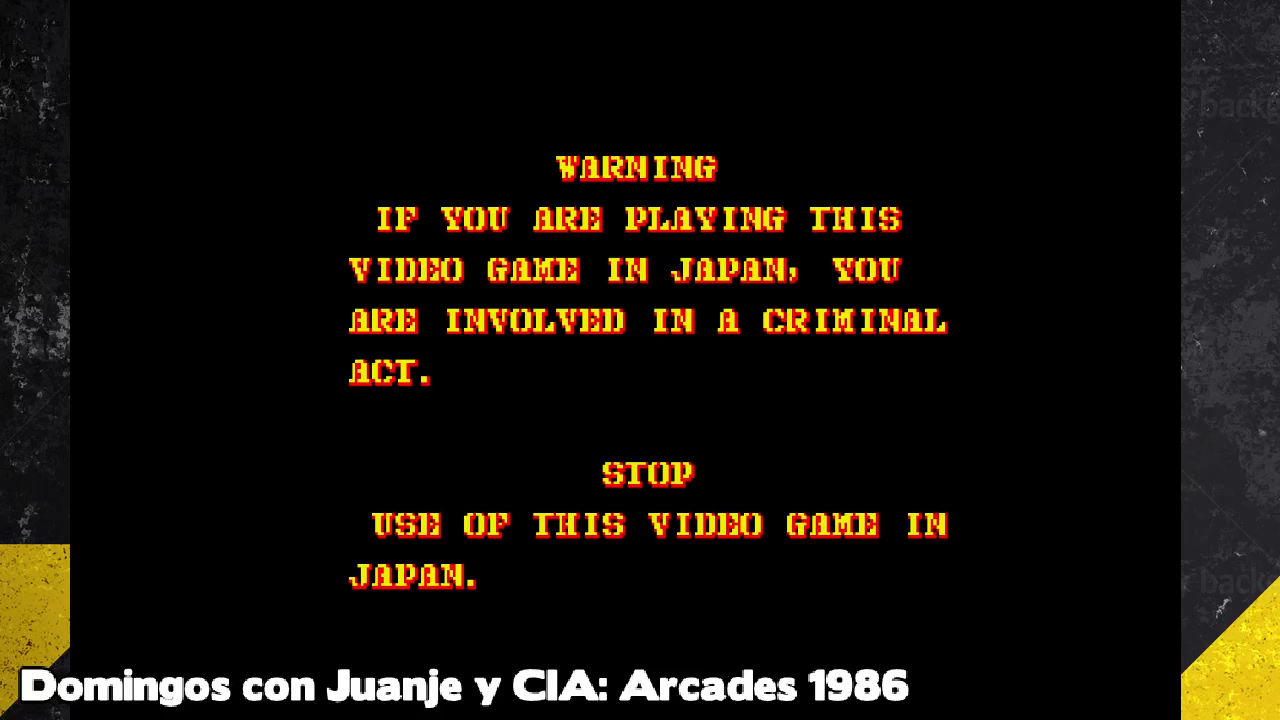 WARNING
IF YOU ARE PLAYING THIS
VIDEO GAME IN JAPAN, YOU
ARE INVOLVED IN A CRIMINAL
ACT.
STOP
USE OF THIS VIDEO GAME IN
JAPAN.
Domingos con Juanje y CIA: Arcades 1986